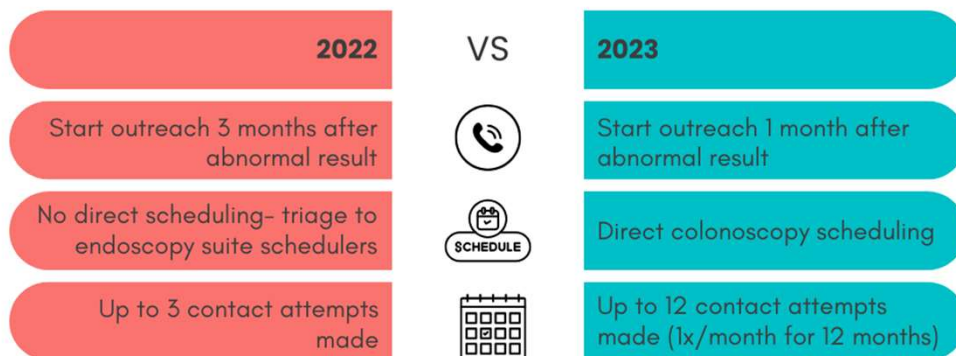 2022
VS
2023
Start outreach 3 months after
abnormal result
Start outreach 1 month after
abnormal result
No direct scheduling- triage to
endoscopy suite schedulers
SCHEDULE
Direct colonoscopy scheduling
Up to 3 contact attempts
made
Up to 12 contact attempts
made (1x/month for 12 months)